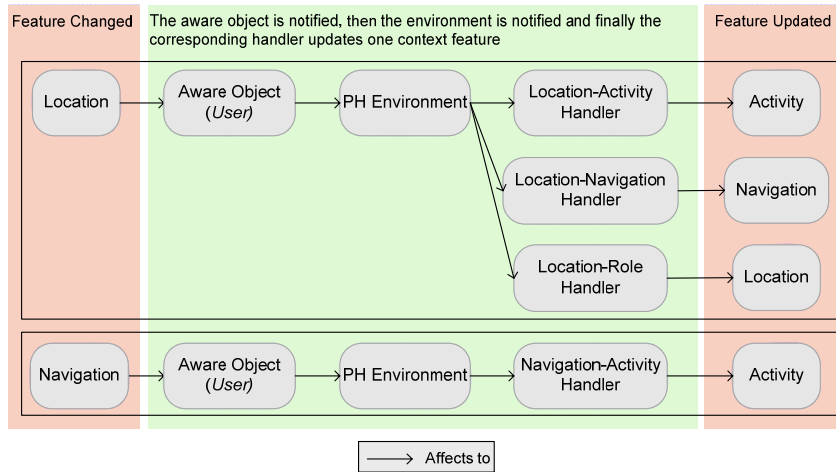 Feature Changed
The aware object is notified, then the environment is notified and finally the
corresponding handler updates one context feature
Feature Updated
Location
Aware Object
(User)
PH Environment
Location-Activity
Handler
Activity
Location-Navigation
Handler
Navigation
Location-Role
Handler
Location
Navigation
Aware Object
(User)
PH Environment
Navigation-Activity
Handler
Activity
Affects to